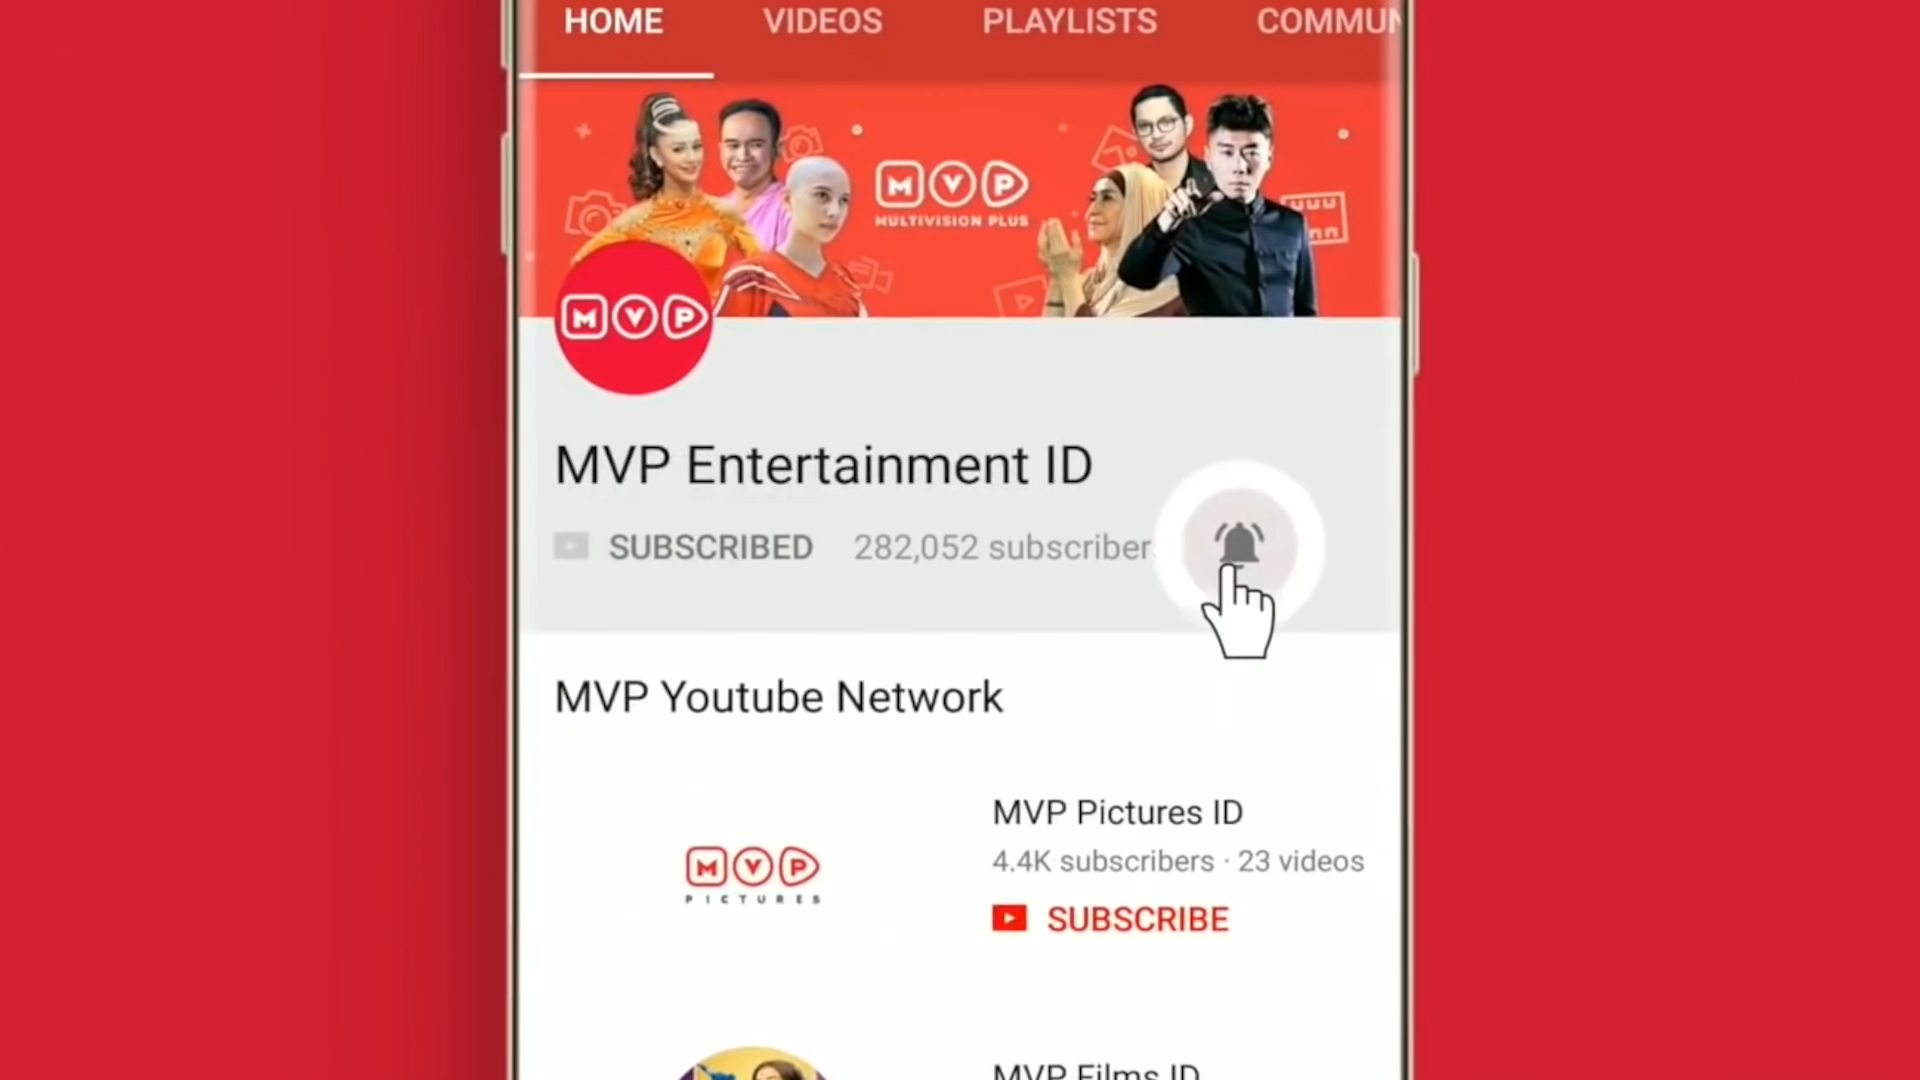 HOME VIDEOS PLAYLISTS COMMUN
MVP
MULTIVISION PLUS
MVP
MVP Entertainment ID
SUBSCRIBED 282,052 subscriber
MVP Youtube Network
MVP Pictures ID
4.4K subscribers · 23 videos
MVP
PICTURES
SUBSCRIBE
MVP Films ID